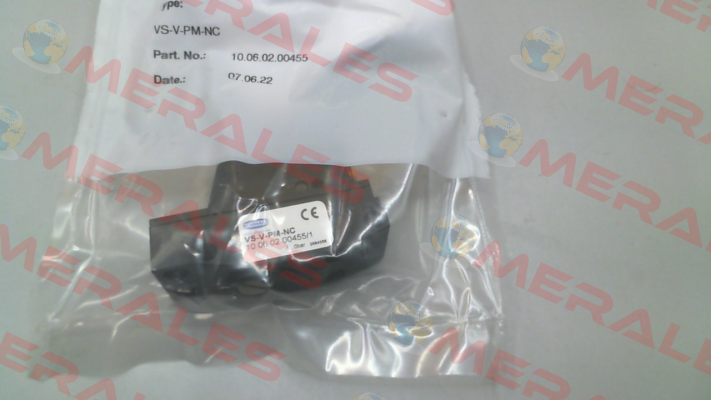 Type:
VS-V-PM-NC
Part. No.: 10.06.02.00455
Date.: 07.06.22
CE
VS-V-PM-NC
10.06.02.00455/1
MERALES
MERALES
MERALES
MERALES
MERALES